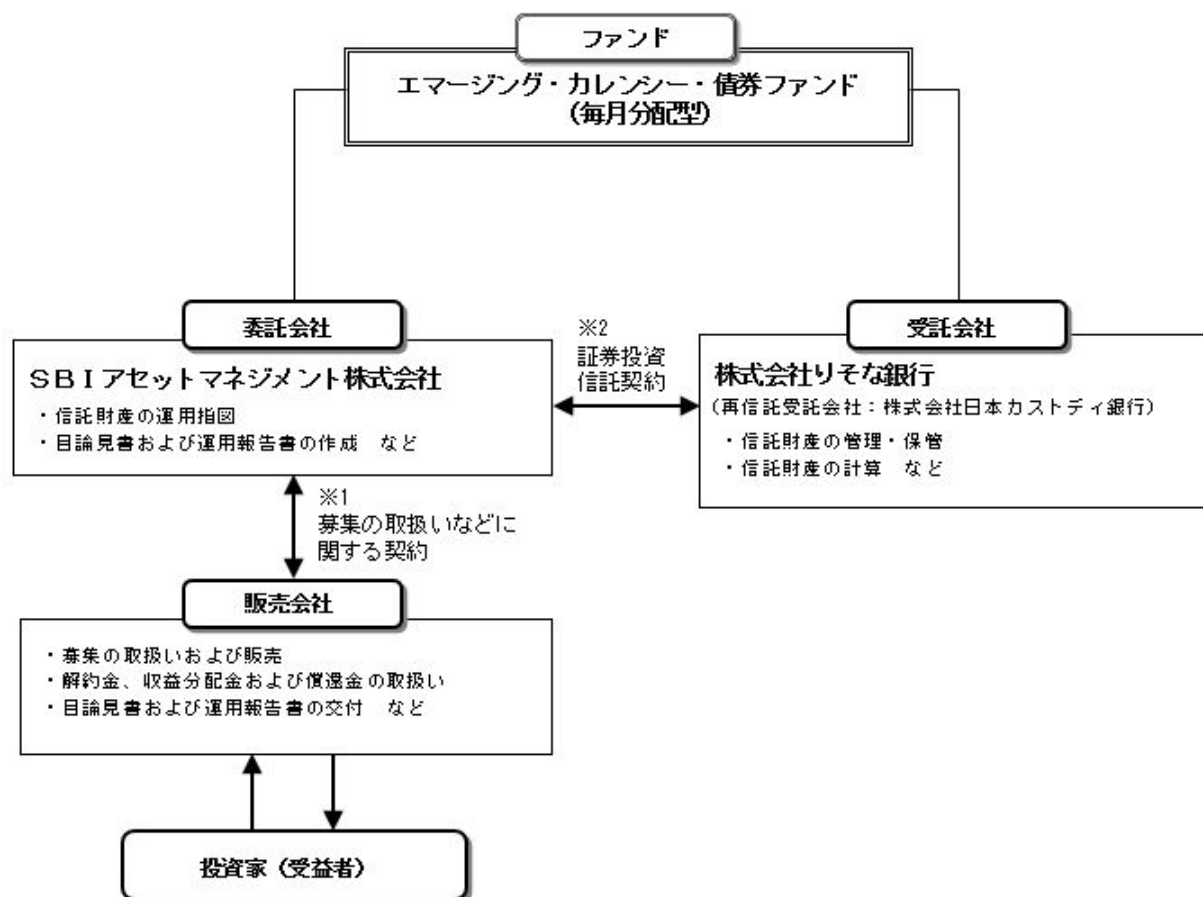 ファンド
エマージング・カレンシー・債券ファンド
(毎月分配型)
委託会社
SBIアセットマネジメント株式会社
・信託財産の運用指図
・目論見書および運用報告書の作成 など
※2
証券投資
信託契約
受託会社
株式会社りそな銀行
(再信託受託会社:株式会社日本カストディ銀行)
・信託財産の管理・保管
・信託財産の計算 など
※1
募集の取扱いなどに
関する契約
販売会社
・募集の取扱いおよび販売
・解約金、収益分配金および償還金の取扱い
・目論見書および運用報告書の交付 など
投資家(受益者)